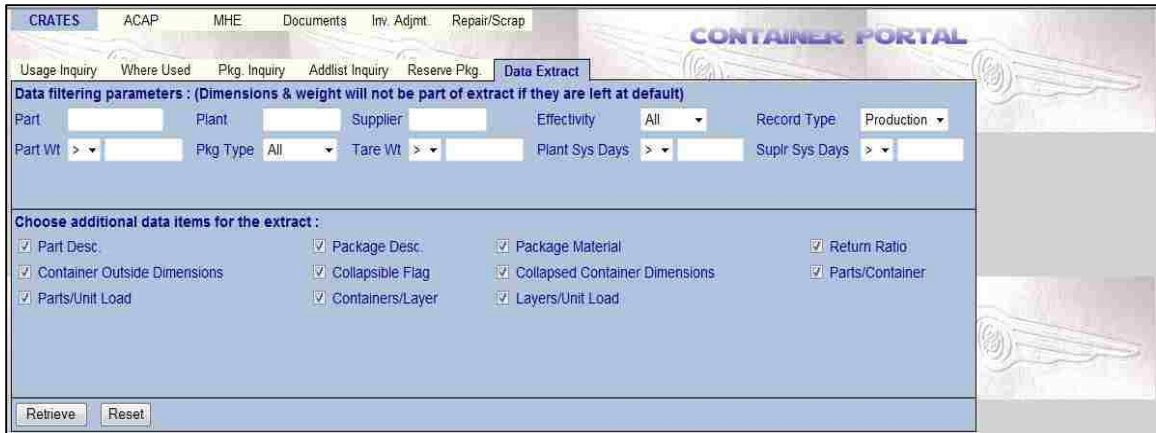 CRATES ACAP MHE Documents Inv. Adjmt. Repair/Scrap
CONTAINER PORTAL
Usage Inquiry Where Used Pkg. Inquiry Addlist Inquiry Reserve Pkg. Data Extract
Data filtering parameters : (Dimensions & weight will not be part of extract if they are left at default)
Part Plant Supplier Effectivity All Record Type Production
Part Wt > Pkg Type All Tare Wt > Plant Sys Days > Suplr Sys Days >
Choose additional data items for the extract :
Part Desc. Package Desc. Package Material Return Ratio
Container Outside Dimensions Collapsible Flag Collapsed Container Dimensions Parts/Container
Parts/Unit Load Containers/Layer Layers/Unit Load
Retrieve Reset